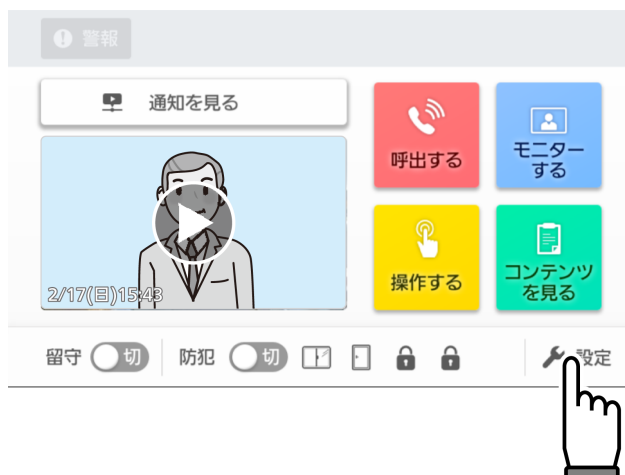 警報
通知を見る
呼出する
モニター
する
2/17(日)15:43
操作する
コンテンツ
を見る
留守 切 防犯 切 設定